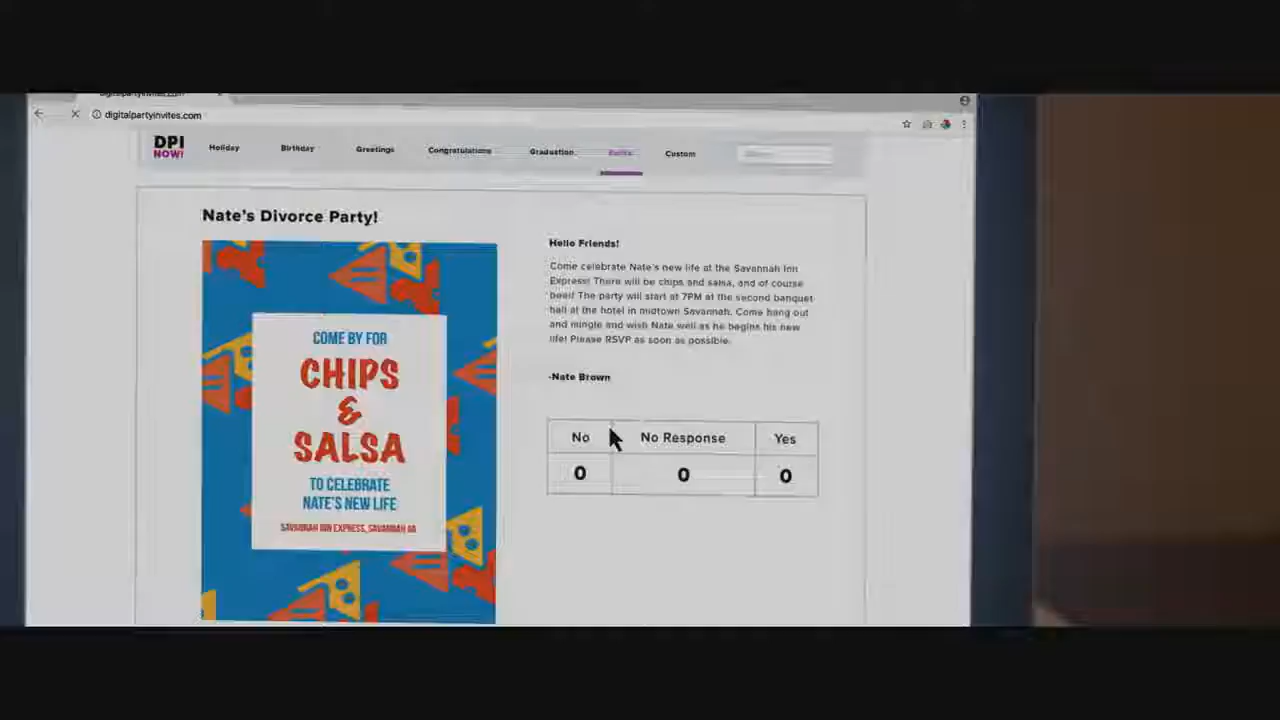 digitalpartyinvites.com
digitalpartyinvites.com
DPI
NOW!
Holiday
Birthday
Greetings
Congratulations
Graduation
Custom
Nate's Divorce Party!
COME BY FOR
CHIPS
&
SALSA
TO CELEBRATE
NATE'S NEW LIFE
SAVANNAH INN EXPRESS, SAVANNAH GA
Hello Friends!
Come celebrate Nate's new life at the Savannah Inn
Express! There will be chips and salsa, and of course
beer! The party will start at 7PM at the second banquet
hall at the hotel in midtown Savannah. Come hang out
and mingle and wish Nate well as he begins his new
life! Please RSVP as soon as possible.
-Nate Brown
No No Response Yes
0 0 0